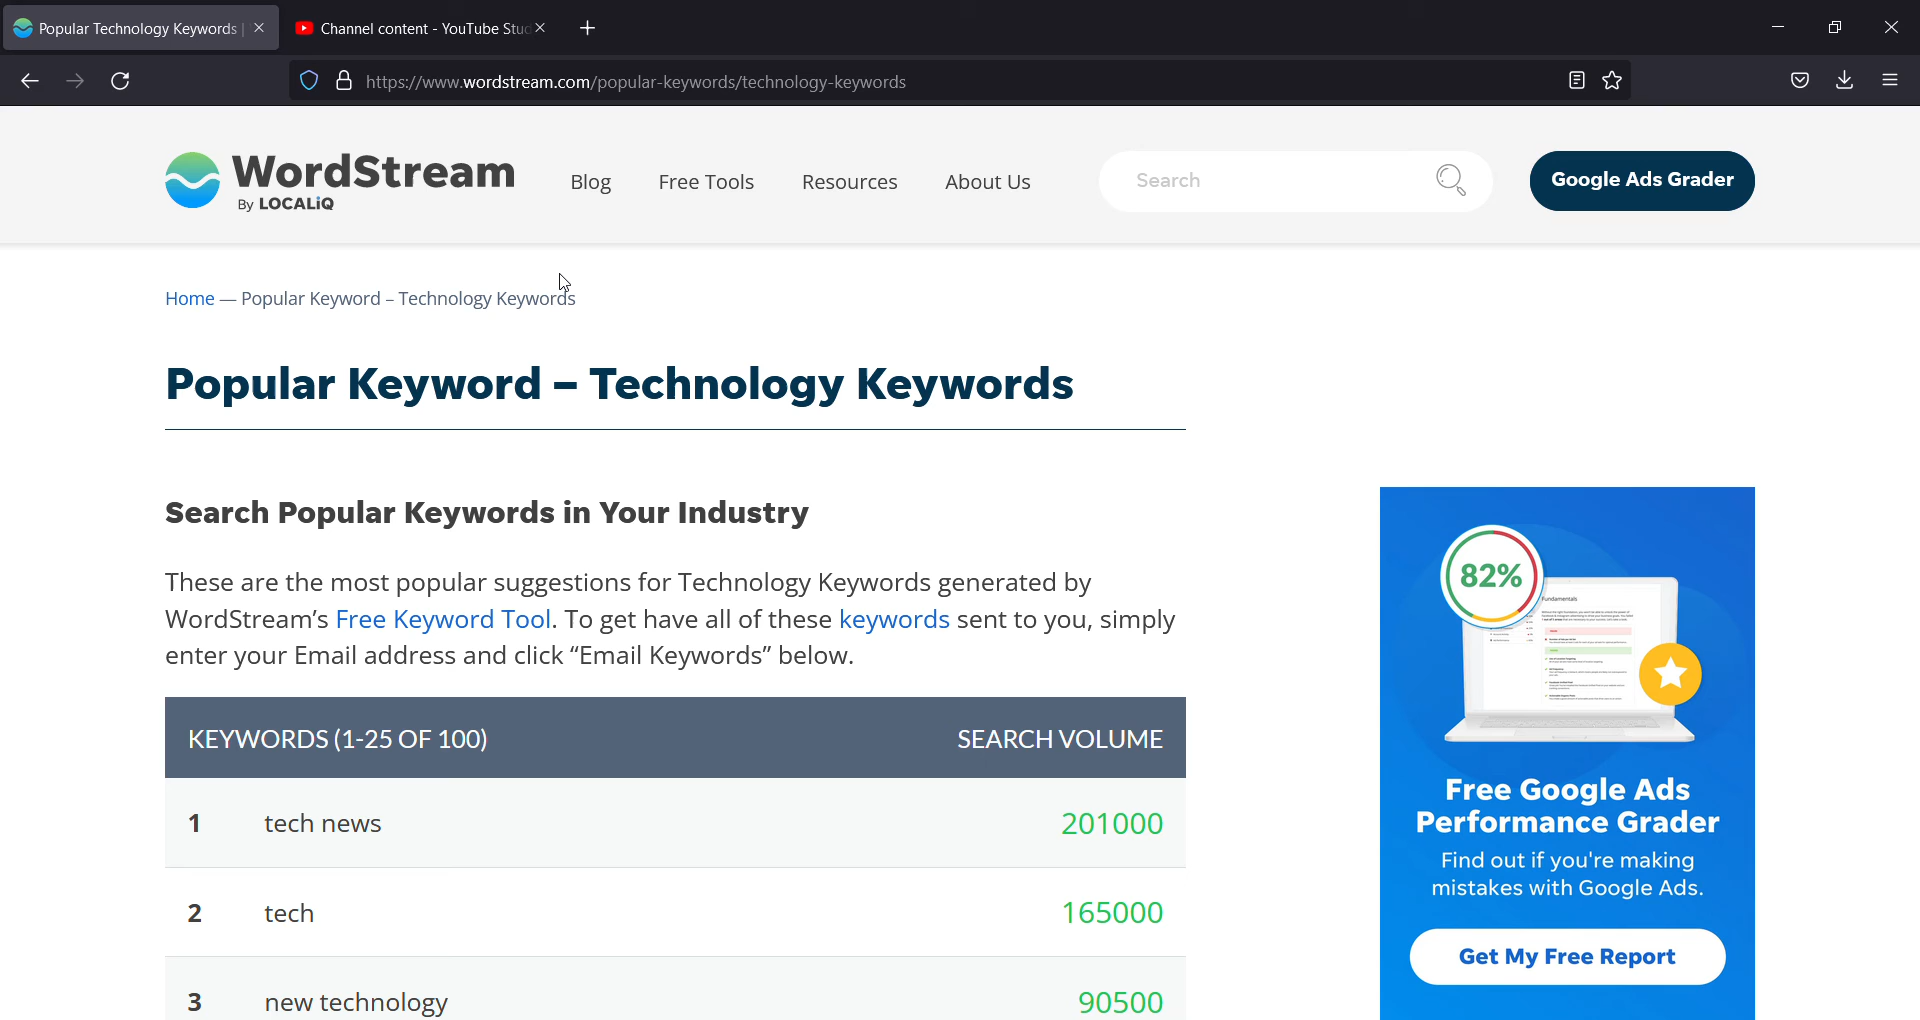 Popular Technology Keywords |
Channel content - YouTube Stud
https://www.wordstream.com/popular-keywords/technology-keywords
WordStream
By LOCALiQ
Blog
Free Tools
Resources
About Us
Search
Google Ads Grader
Home — Popular Keyword – Technology Keywords
Popular Keyword – Technology Keywords
Search Popular Keywords in Your Industry
These are the most popular suggestions for Technology Keywords generated by
WordStream’s Free Keyword Tool. To get have all of these keywords sent to you, simply
enter your Email address and click “Email Keywords” below.
KEYWORDS (1-25 OF 100) SEARCH VOLUME
1 tech news 201000
2 tech 165000
3 new technology 90500
82%
Fundamentals
Free Google Ads
Performance Grader
Find out if you're making
mistakes with Google Ads.
Get My Free Report